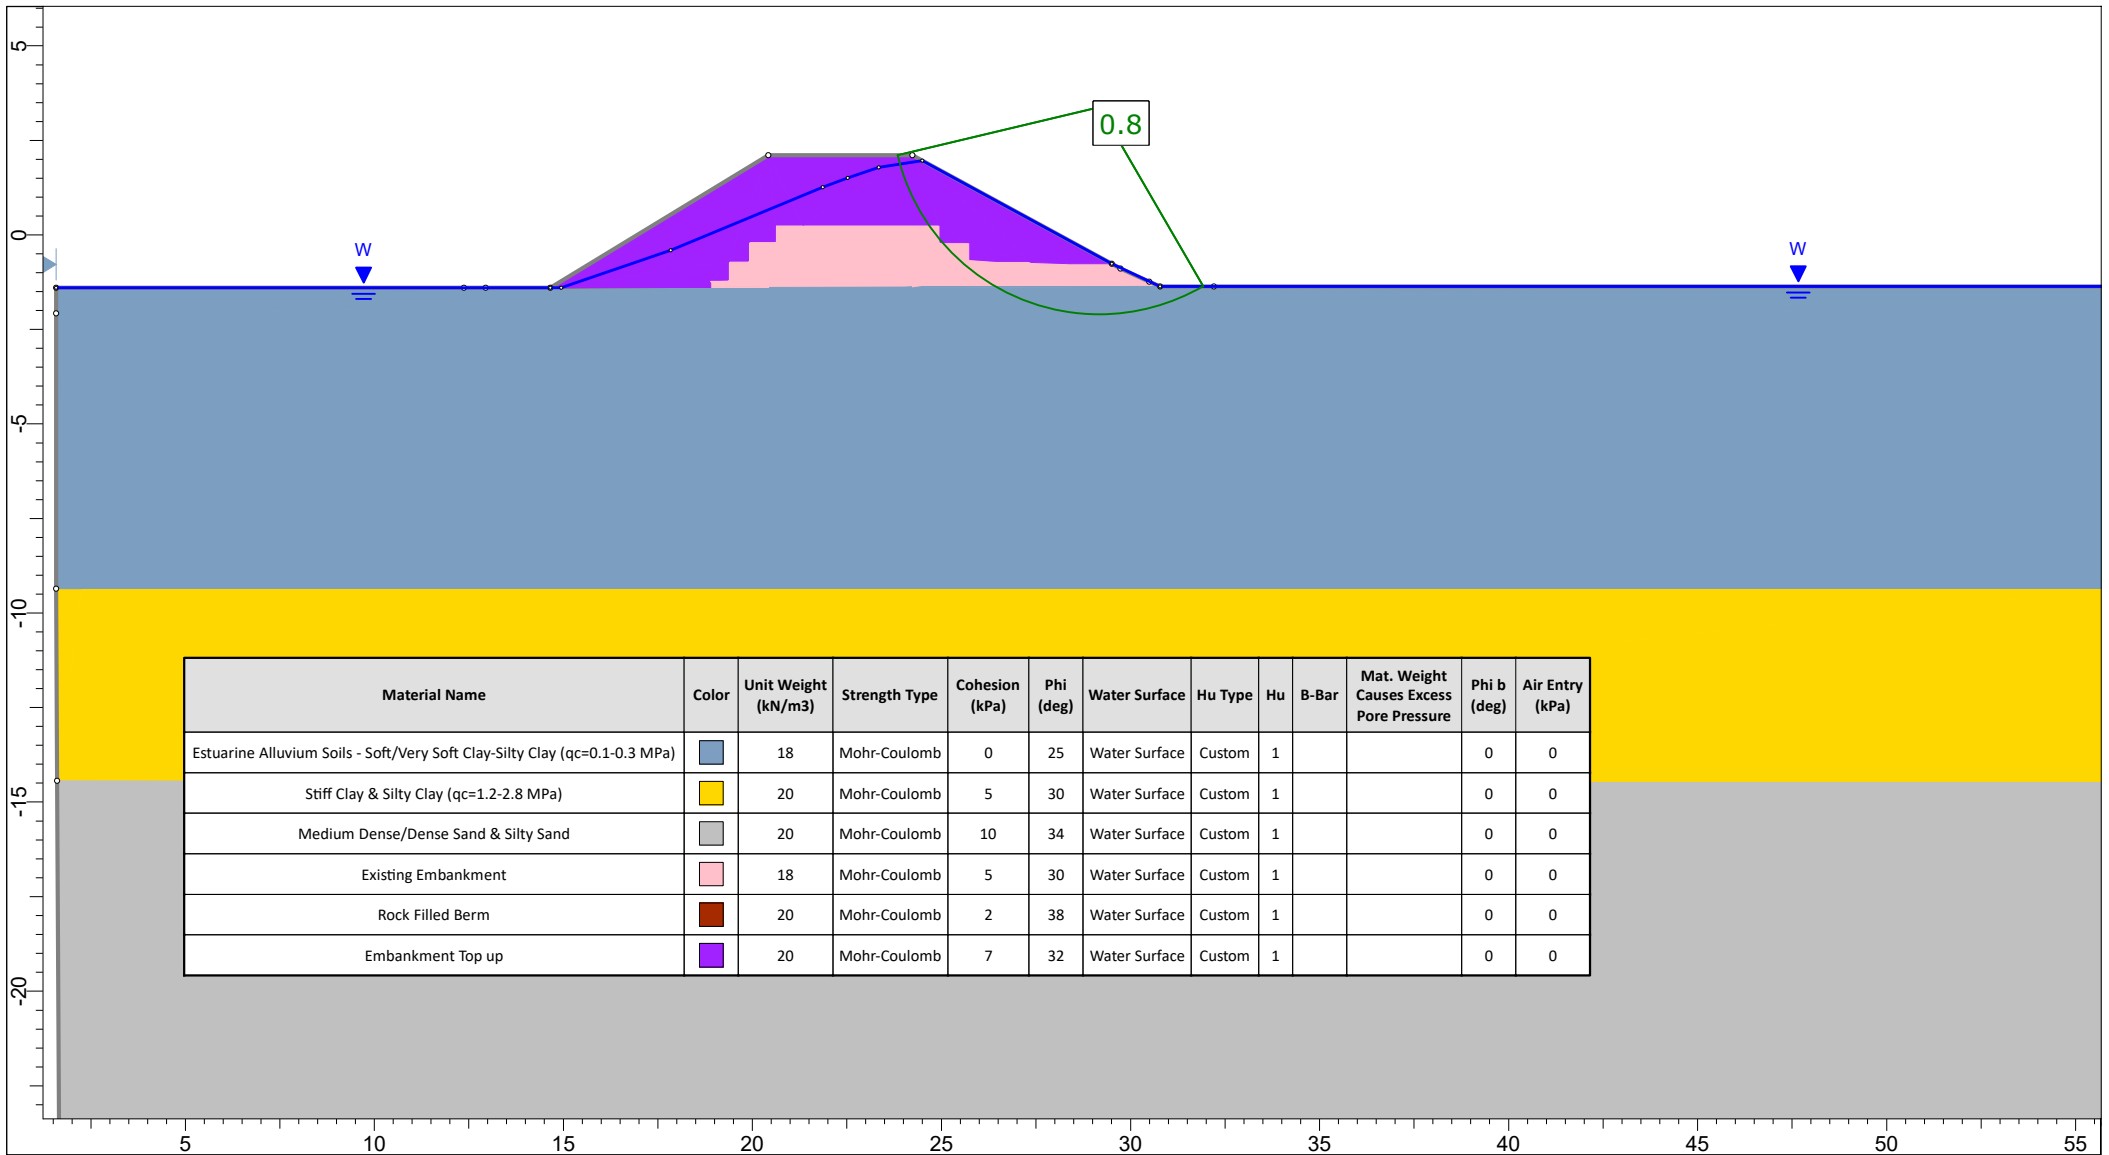 5
0
-5
-10
-15
-20
0.8
W
W
Material Name Color Unit Weight (kN/m3) Strength Type Cohesion (kPa) Phi (deg) Water Surface Hu Type Hu B-Bar Mat. Weight Causes Excess Pore Pressure Phi b (deg) Air Entry (kPa)
Estuarine Alluvium Soils - Soft/Very Soft Clay-Silty Clay (qc=0.1-0.3 MPa) 18 Mohr-Coulomb 0 25 Water Surface Custom 1 0 0
Stiff Clay & Silty Clay (qc=1.2-2.8 MPa) 20 Mohr-Coulomb 5 30 Water Surface Custom 1 0 0
Medium Dense/Dense Sand & Silty Sand 20 Mohr-Coulomb 10 34 Water Surface Custom 1 0 0
Existing Embankment 18 Mohr-Coulomb 5 30 Water Surface Custom 1 0 0
Rock Filled Berm 20 Mohr-Coulomb 2 38 Water Surface Custom 1 0 0
Embankment Top up 20 Mohr-Coulomb 7 32 Water Surface Custom 1 0 0
5 10 15 20 25 30 35 40 45 50 55